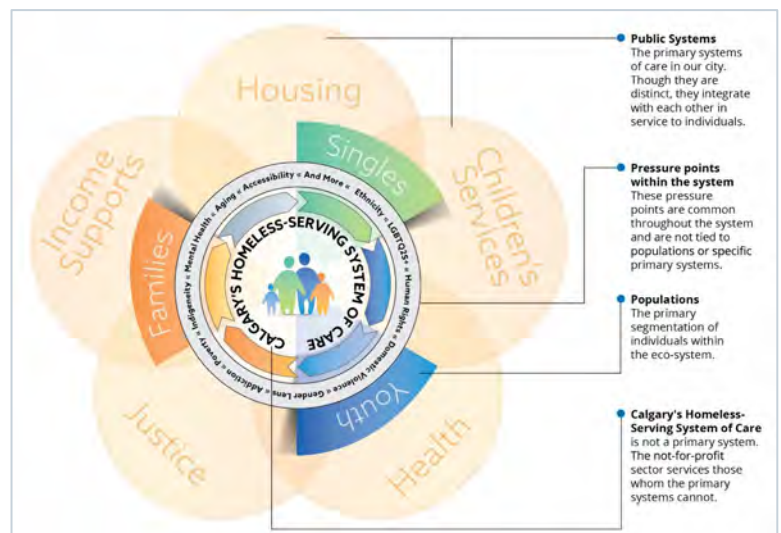 Housing
Singles
Children's
Services
Income
Supports
Families
Justice
Youth
Health
Mental Health « Aging « Accessibility « And More « Ethnicity « LGBTQ2S+ « Human Rights « Domestic Violence « Gender Lens « Addiction « Poverty « Indigeneity «
CALGARY'S HOMELESS-SERVING SYSTEM OF CARE
Public Systems
The primary systems
of care in our city.
Though they are
distinct, they integrate
with each other in
service to individuals.
Pressure points
within the system
These pressure
points are common
throughout the system
and are not tied to
populations or specific
primary systems.
Populations
The primary
segmentation of
individuals within
the eco-system.
Calgary's Homeless-
Serving System of Care
is not a primary system.
The not-for-profit
sector services those
whom the primary
systems cannot.